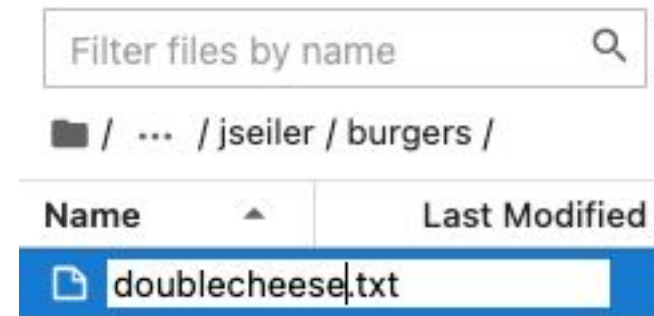 Filter files by name
/ ... / jseiler / burgers /
Name Last Modified
doublecheese.txt